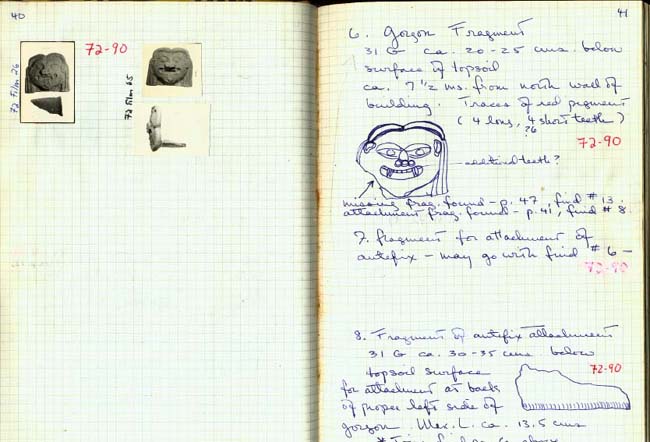 40
72-90
72 Film 26
72 Film 65
41
6. Gorgon Fragment
31 G ca. 20-25 cms. below
surface of topsoil
ca. 7 1/2 ms. from north wall of
building. Traces of red pigment
(4 long, 4 short teeth)
?6
72-90
additional teeth?
missing frag. found - p. 47, find #13.
attachment frag. found - p. 41, find #8.
7. fragment for attachment of
antefix - may go with find #6 -
72-90
8. Fragment of antefix attachment
31 G ca. 30-35 cms below
topsoil surface
72-90
for attachment at back
of proper left side of
gorgon. Max. L. ca. 13.5 cms